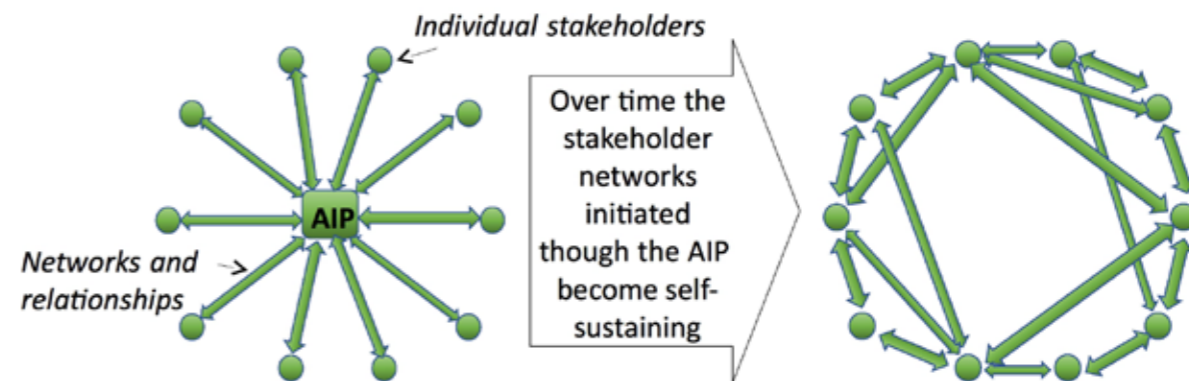 Individual stakeholders
AIP
Networks and
relationships
Over time the
stakeholder
networks
initiated
though the AIP
become self-
sustaining